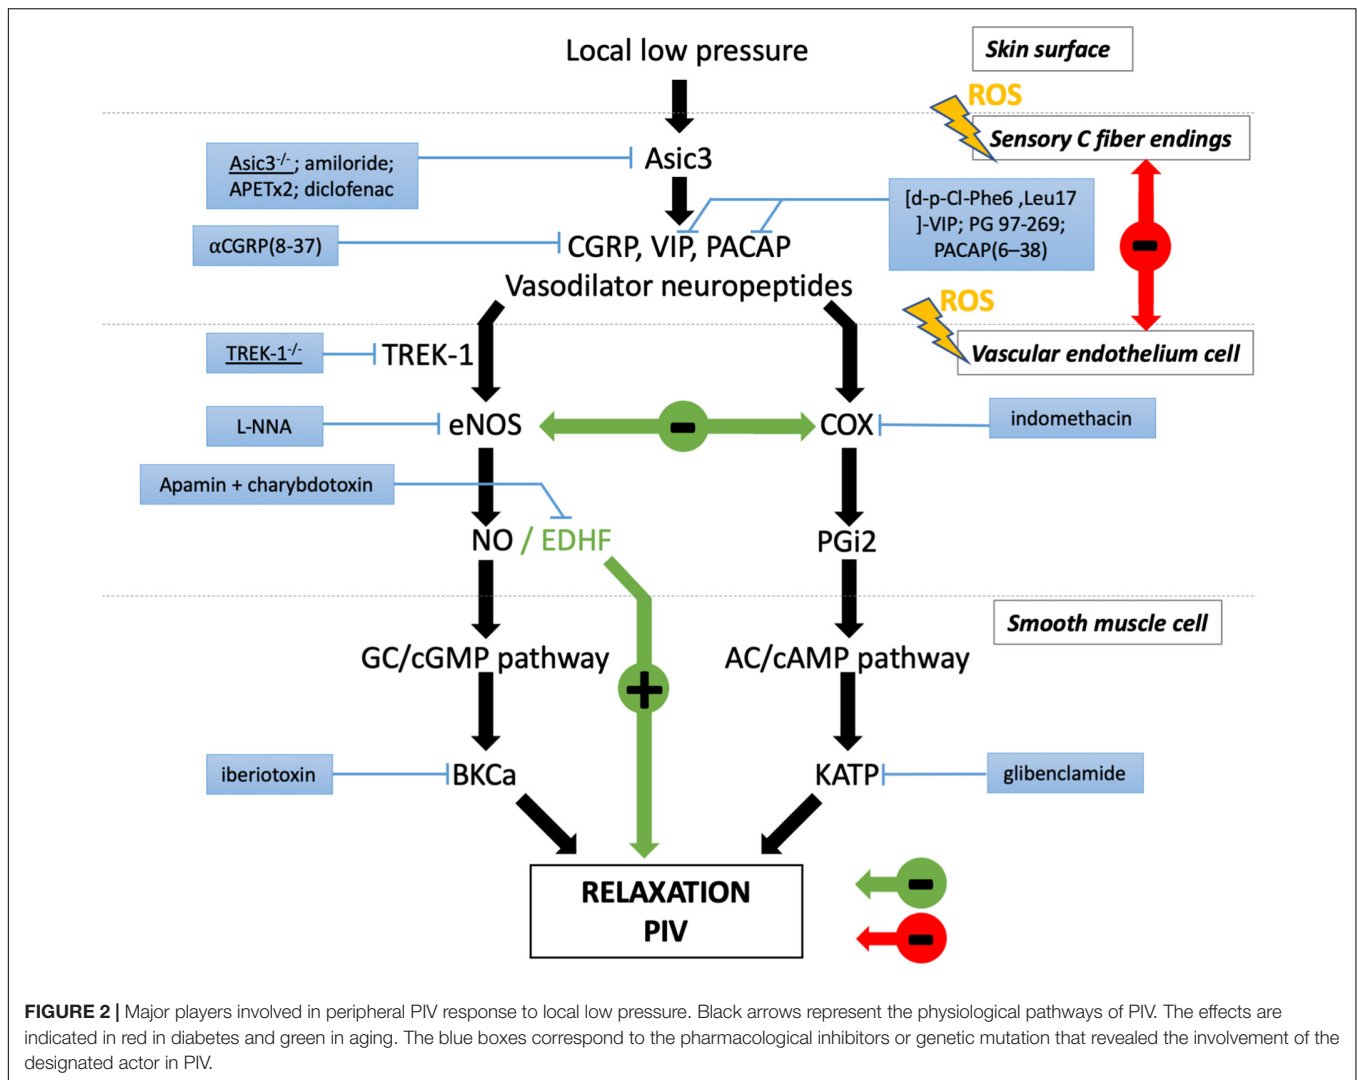 Local low pressure
Skin surface
ROS
Sensory C fiber endings
Asic3-/-; amiloride;
APETx2; diclofenac
Asic3
[d-p-Cl-Phe6 ,Leu17
]-VIP; PG 97-269;
PACAP(6–38)
αCGRP(8-37)
CGRP, VIP, PACAP
Vasodilator neuropeptides
ROS
Vascular endothelium cell
TREK-1-/-
TREK-1
L-NNA
eNOS
COX
indomethacin
Apamin + charybdotoxin
NO / EDHF
PGi2
Smooth muscle cell
GC/cGMP pathway
AC/cAMP pathway
iberiotoxin
BKCa
KATP
glibenclamide
RELAXATION
PIV
FIGURE 2 | Major players involved in peripheral PIV response to local low pressure. Black arrows represent the physiological pathways of PIV. The effects are
indicated in red in diabetes and green in aging. The blue boxes correspond to the pharmacological inhibitors or genetic mutation that revealed the involvement of the
designated actor in PIV.